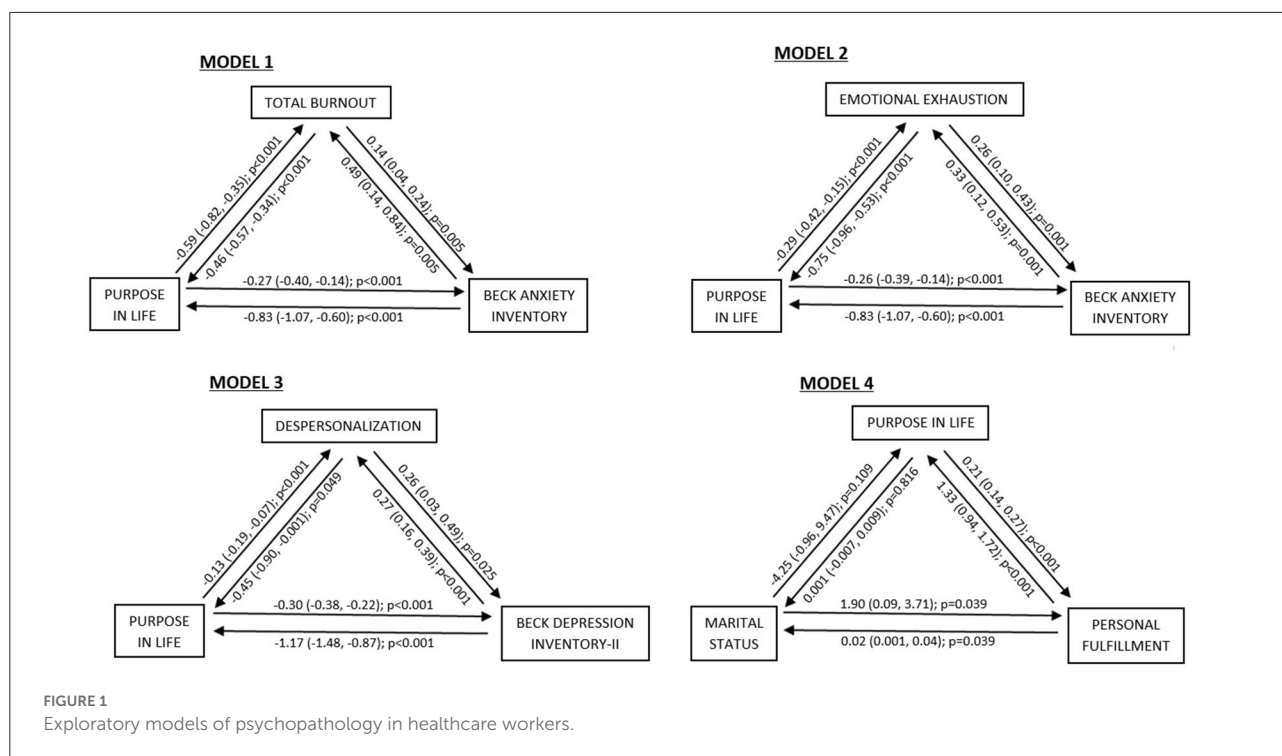 MODEL 1
TOTAL BURNOUT
-0.59 (-0.82, -0.35); p<0.001
-0.46 (-0.57, -0.34); p<0.001
0.14 (0.04, 0.24); p=0.005
0.49 (0.14, 0.84); p=0.005
PURPOSE
IN LIFE
-0.27 (-0.40, -0.14); p<0.001
-0.83 (-1.07, -0.60); p<0.001
BECK ANXIETY
INVENTORY
MODEL 2
EMOTIONAL EXHAUSTION
-0.29 (-0.42, -0.15); p<0.001
-0.75 (-0.96, -0.53); p<0.001
0.26 (0.10, 0.43); p=0.001
0.33 (0.12, 0.53); p=0.001
PURPOSE
IN LIFE
-0.26 (-0.39, -0.14); p<0.001
-0.83 (-1.07, -0.60); p<0.001
BECK ANXIETY
INVENTORY
MODEL 3
DESPERSONALIZATION
-0.13 (-0.19, -0.07); p<0.001
-0.45 (-0.90, -0.001); p=0.049
0.26 (0.03, 0.49); p=0.025
0.27 (0.16, 0.39); p<0.001
PURPOSE
IN LIFE
-0.30 (-0.38, -0.22); p<0.001
-1.17 (-1.48, -0.87); p<0.001
BECK DEPRESSION
INVENTORY-II
MODEL 4
PURPOSE IN LIFE
-4.25 (-0.96, 9.47); p=0.109
0.001 (-0.007, 0.009); p=0.816
0.21 (0.14, 0.27); p<0.001
1.33 (0.94, 1.72); p<0.001
MARITAL
STATUS
1.90 (0.09, 3.71); p=0.039
0.02 (0.001, 0.04); p=0.039
PERSONAL
FULFILLMENT
FIGURE 1
Exploratory models of psychopathology in healthcare workers.